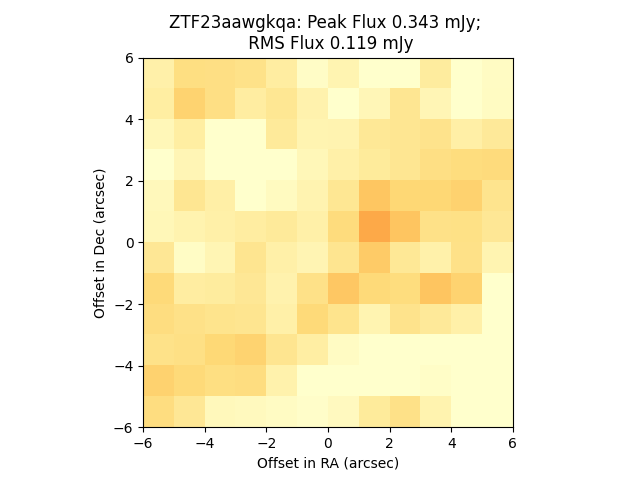 ZTF23aawgkqa: Peak Flux 0.343 mJy;
RMS Flux 0.119 mJy
6
4
2
0
−2
−4
−6
Offset in Dec (arcsec)
−6 −4 −2 0 2 4 6
Offset in RA (arcsec)